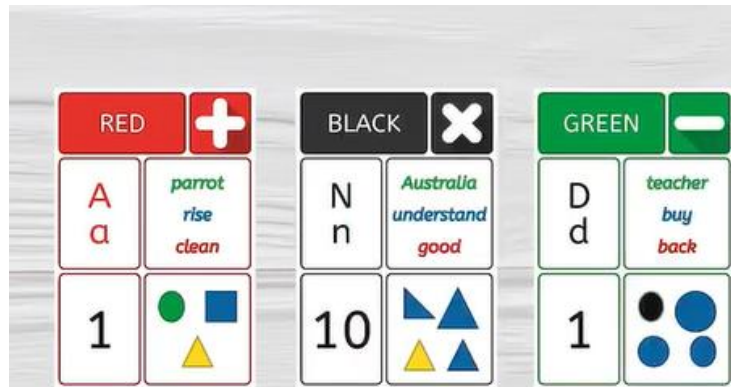 RED
A
a
parrot
rise
clean
1
BLACK
N
n
Australia
understand
good
10
GREEN
D
d
teacher
buy
back
1